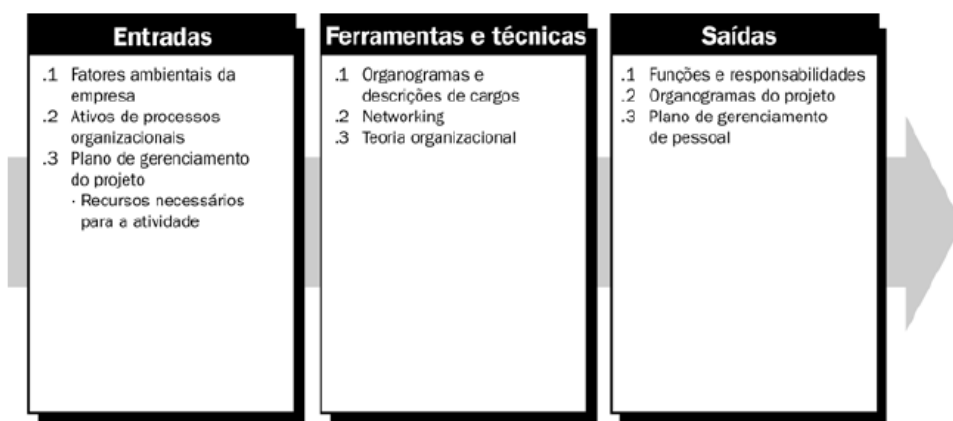 Entradas
.1 Fatores ambientais da
empresa
.2 Ativos de processos
organizacionais
.3 Plano de gerenciamento
do projeto
· Recursos necessários
para a atividade
Ferramentas e técnicas
.1 Organogramas e
descrições de cargos
.2 Networking
.3 Teoria organizacional
Saídas
.1 Funções e responsabilidades
.2 Organogramas do projeto
.3 Plano de gerenciamento
de pessoal